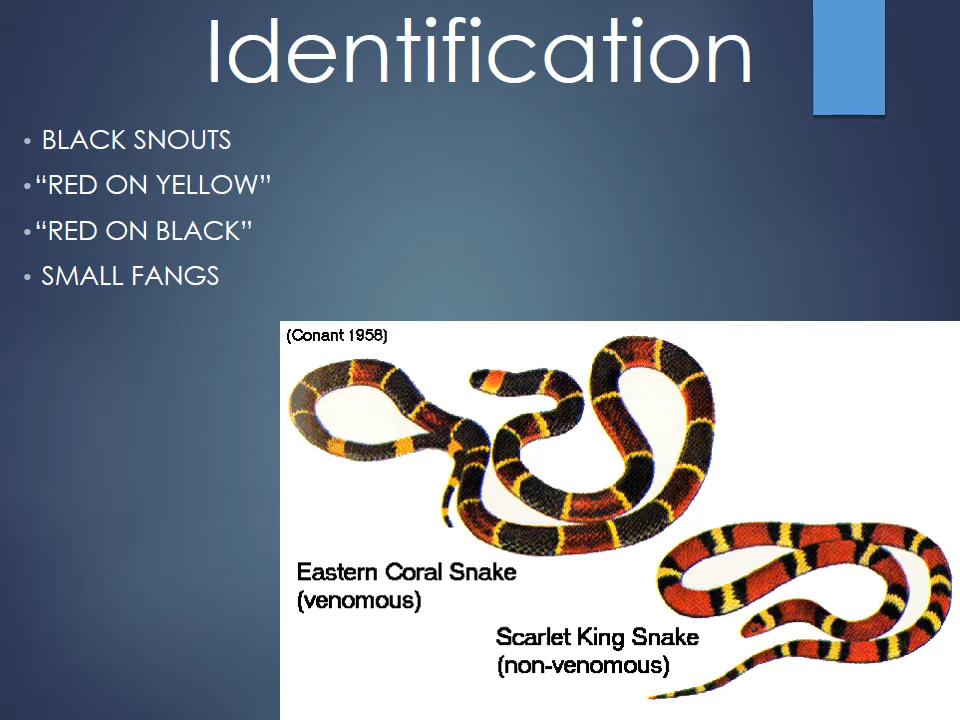 Identification
• BLACK SNOUTS
• “RED ON YELLOW”
• “RED ON BLACK”
• SMALL FANGS
(Conant 1958)
Eastern Coral Snake
(venomous)
Scarlet King Snake
(non-venomous)